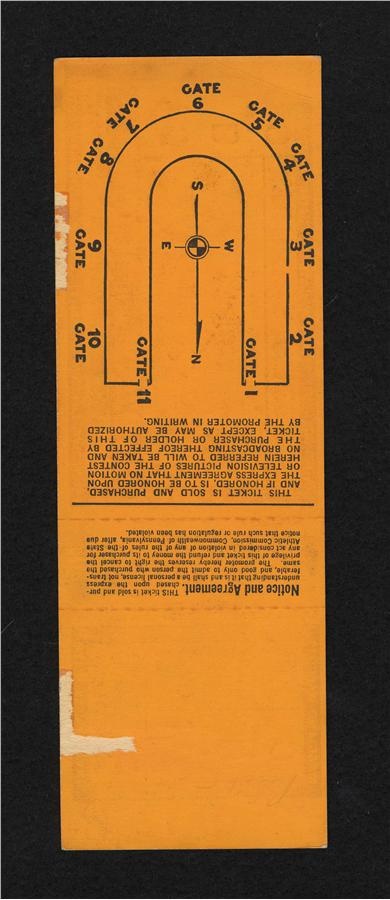 Notice and Agreement. THIS ticket is sold and pur-
chased upon the express
understanding that it is and shall be a personal license, not trans-
ferable, and good only to admit the person who purchased the
same. The promoter hereby reserves the right to cancel the
privilege of this ticket and refund the money to its purchaser for
any act considered in violation of any of the rules of the State
Athletic Commission, Commonwealth of Pennsylvania, after due
notice that such rule or regulation has been violated.
THIS TICKET IS SOLD AND PURCHASED,
AND IF HONORED, IS TO BE HONORED UPON
THE EXPRESS AGREEMENT THAT NO MOTION
OR TELEVISION PICTURES OF THE CONTEST
HEREIN REFERRED TO WILL BE TAKEN AND
NO BROADCASTING THEREOF EFFECTED BY
THE PURCHASER OR HOLDER OF THIS
TICKET, EXCEPT AS MAY BE AUTHORIZED
BY THE PROMOTER IN WRITING.
GATE 1
GATE 11
GATE 2
GATE 10
N
GATE 3
W
E
GATE 9
S
GATE 4
GATE 8
GATE 5
GATE 7
GATE 6